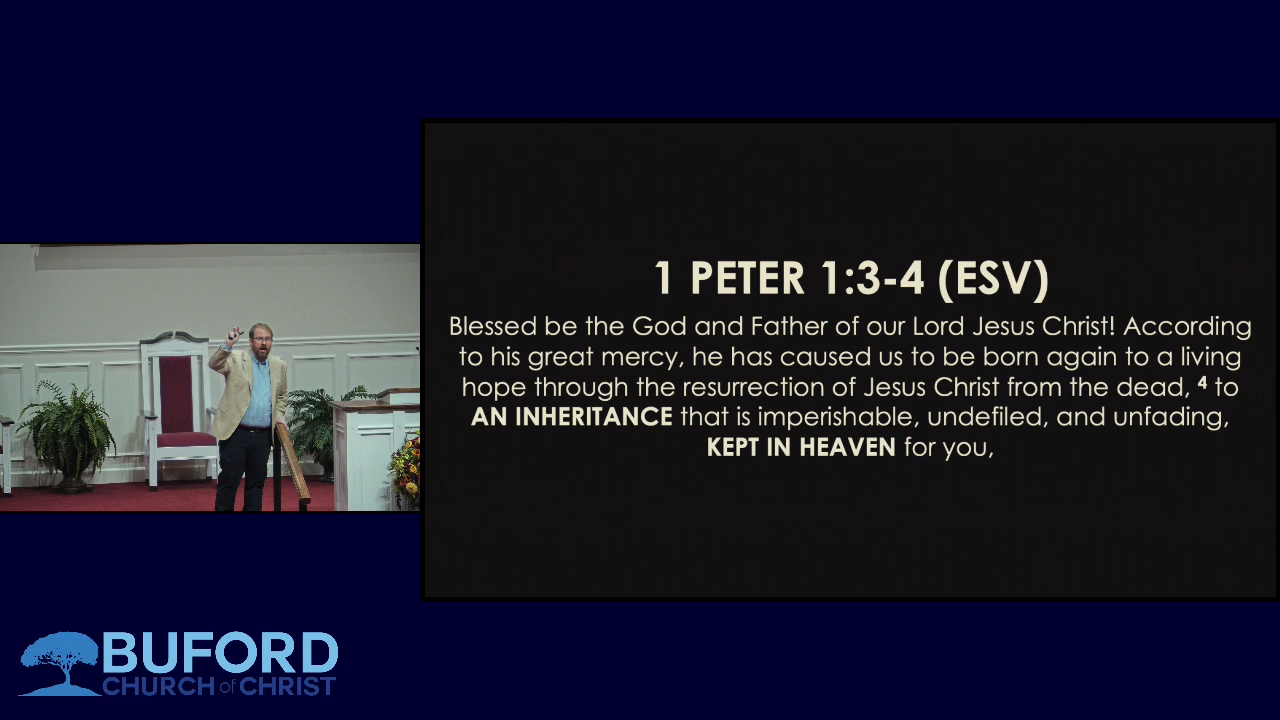 1 PETER 1:3-4 (ESV)
Blessed be the God and Father of our Lord Jesus Christ! According
to his great mercy, he has caused us to be born again to a living
hope through the resurrection of Jesus Christ from the dead, 4 to
AN INHERITANCE that is imperishable, undefiled, and unfading,
KEPT IN HEAVEN for you,
BUFORD
CHURCH of CHRIST